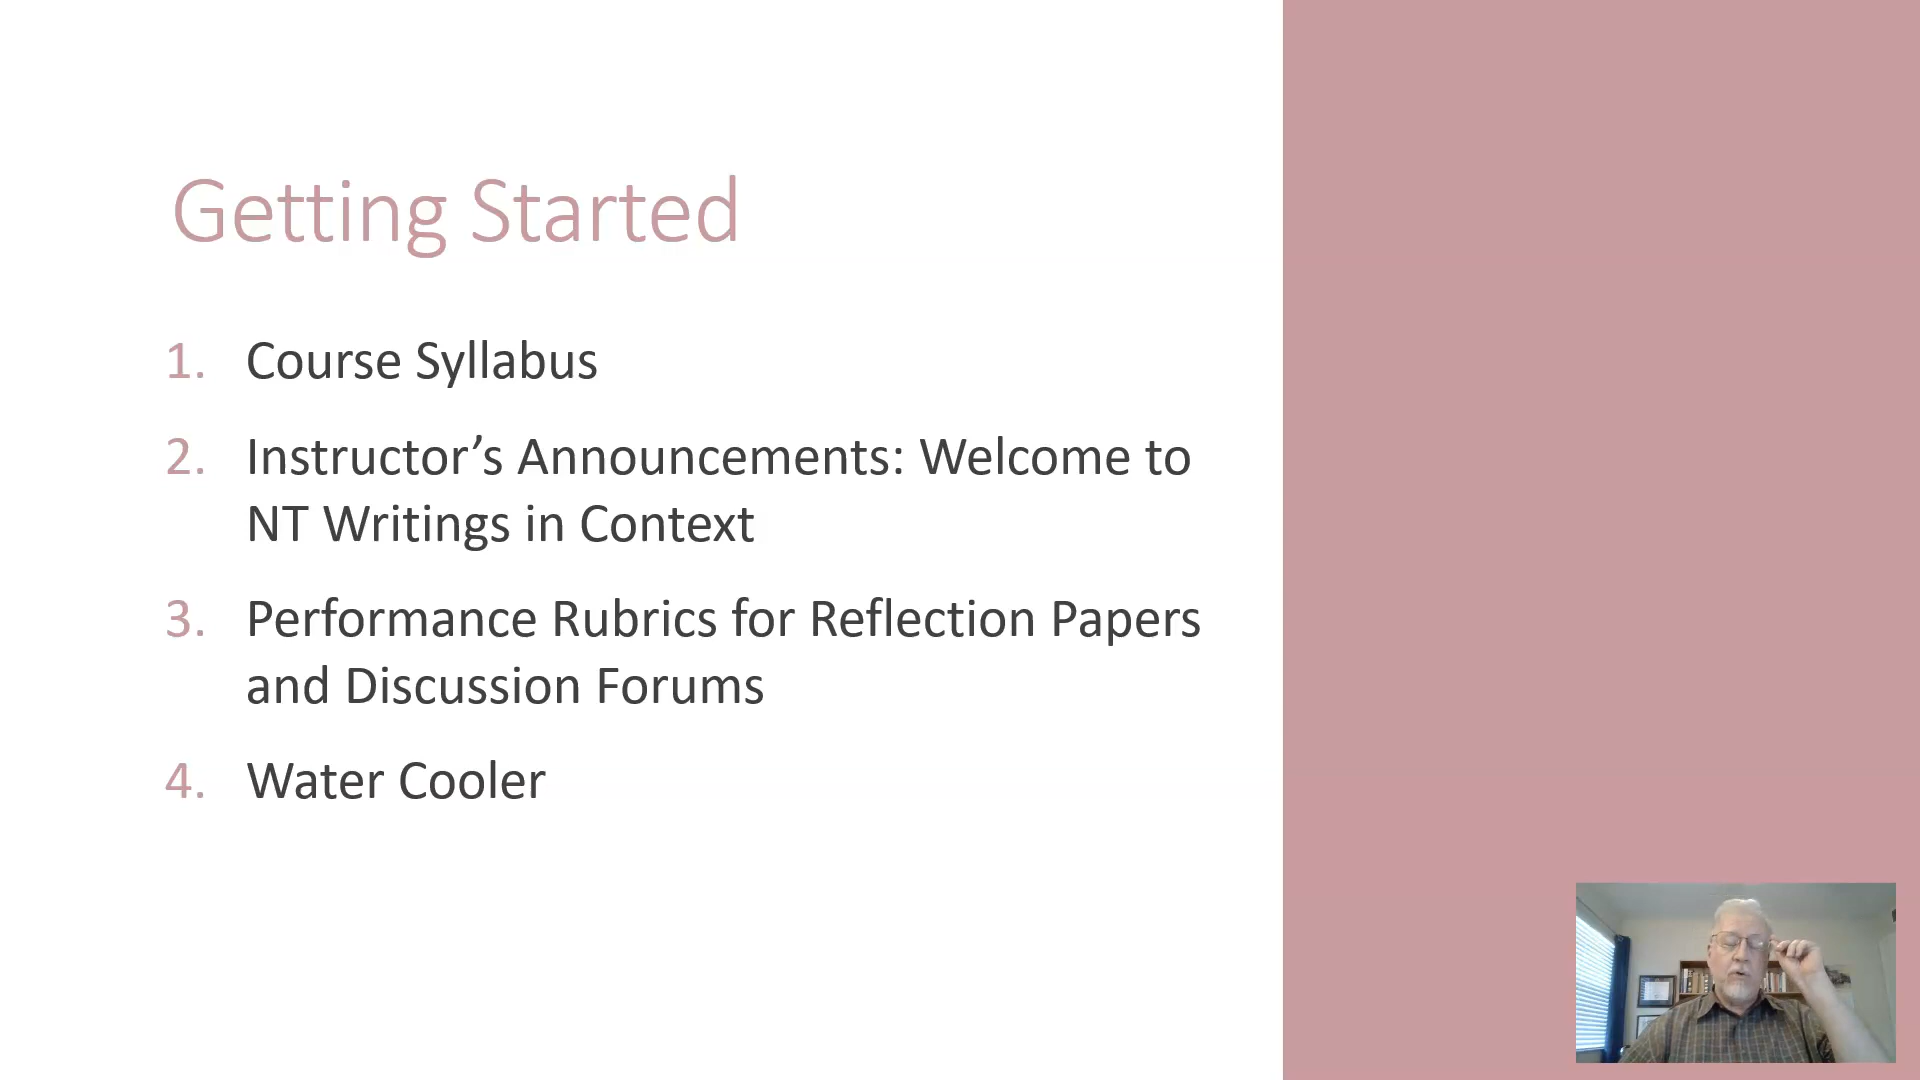 Getting Started
1. Course Syllabus
2. Instructor’s Announcements: Welcome to
NT Writings in Context
3. Performance Rubrics for Reflection Papers
and Discussion Forums
4. Water Cooler